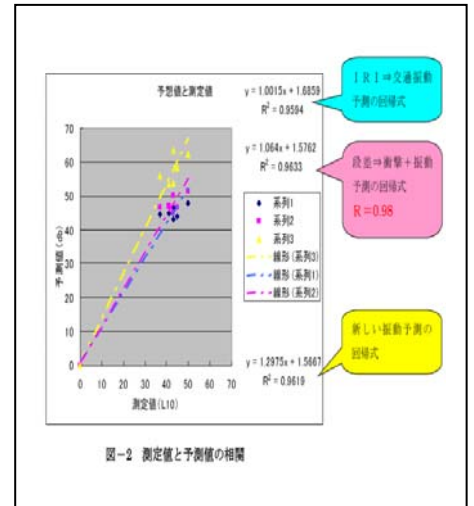 予想値と測定値
y = 1.0015x + 1.6859
R² = 0.9594
y = 1.064x + 1.5762
R² = 0.9633
y = 1.2975x + 1.5667
R² = 0.9619
予測値(db)
70
60
50
40
30
20
10
0
0 10 20 30 40 50 60 70
測定値(L10)
系列1
系列2
系列3
線形(系列3)
線形(系列1)
線形(系列2)
ＩＲＩ⇒交通振動
予測の回帰式
段差⇒衝撃＋振動
予測の回帰式
R＝0.98
新しい振動予測の
回帰式
図－2 測定値と予測値の相関